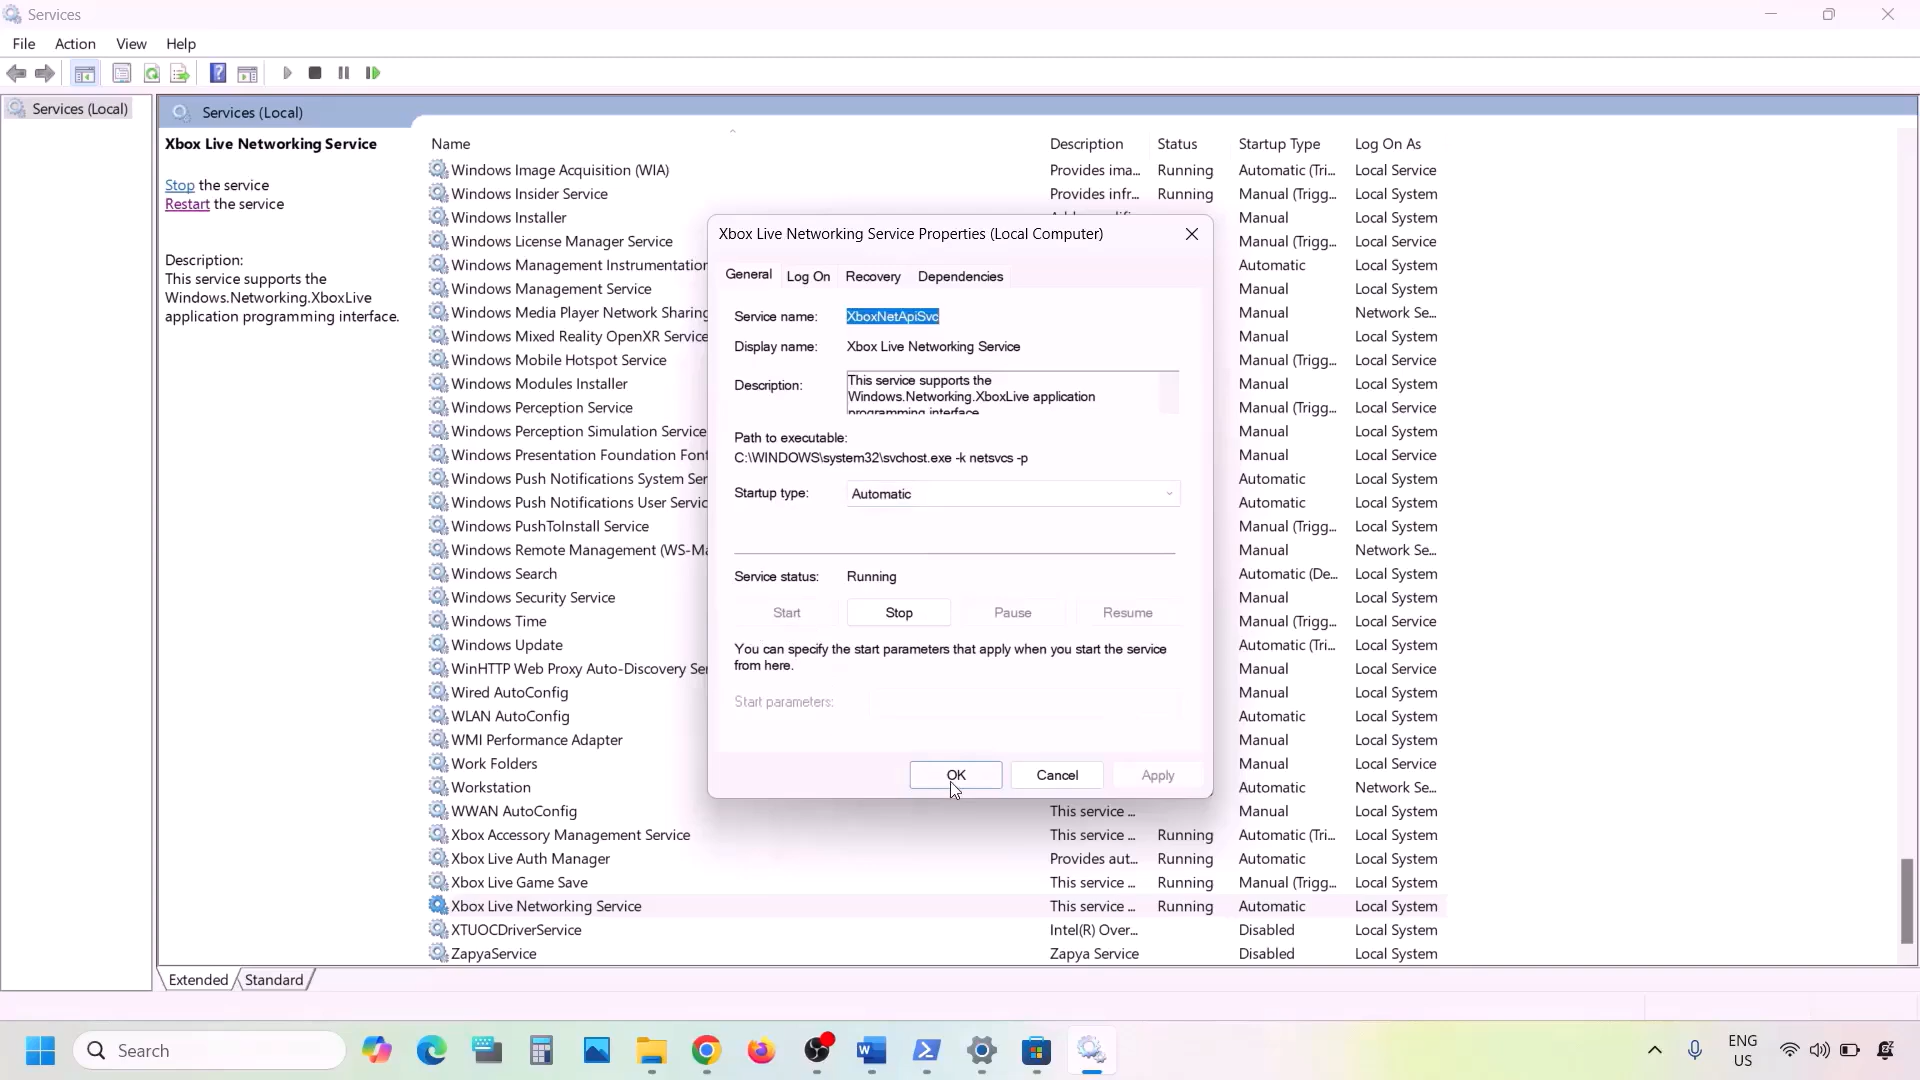 Services
File Action View Help
Services (Local)
Services (Local)
Xbox Live Networking Service
Stop the service
Restart the service
Description:
This service supports the
Windows.Networking.XboxLive
application programming interface.
Name Description Status Startup Type Log On As
Windows Image Acquisition (WIA) Provides ima... Running Automatic (Tri... Local Service
Windows Insider Service Provides infr... Running Manual (Trigg... Local System
Windows Installer Manual Local System
Windows License Manager Service Manual (Trigg... Local Service
Windows Management Instrumentation Automatic Local System
Windows Management Service Manual Local System
Windows Media Player Network Sharing Manual Network Se...
Windows Mixed Reality OpenXR Service Manual Local System
Windows Mobile Hotspot Service Manual (Trigg... Local Service
Windows Modules Installer Manual Local System
Windows Perception Service Manual (Trigg... Local Service
Windows Perception Simulation Service Manual Local System
Windows Presentation Foundation Font Manual Local Service
Windows Push Notifications System Ser Automatic Local System
Windows Push Notifications User Servic Automatic Local System
Windows PushToInstall Service Manual (Trigg... Local System
Windows Remote Management (WS-Ma Manual Network Se...
Windows Search Automatic (De... Local System
Windows Security Service Manual Local System
Windows Time Manual (Trigg... Local Service
Windows Update Automatic (Tri... Local System
WinHTTP Web Proxy Auto-Discovery Ser Manual Local Service
Wired AutoConfig Manual Local System
WLAN AutoConfig Automatic Local System
WMI Performance Adapter Manual Local System
Work Folders Manual Local Service
Workstation Automatic Network Se...
WWAN AutoConfig This service ... Manual Local System
Xbox Accessory Management Service This service ... Running Automatic (Tri... Local System
Xbox Live Auth Manager Provides aut... Running Automatic Local System
Xbox Live Game Save This service ... Running Manual (Trigg... Local System
Xbox Live Networking Service This service ... Running Automatic Local System
XTUOCDriverService Intel(R) Over... Disabled Local System
ZapyaService Zapya Service Disabled Local System
Extended Standard
Xbox Live Networking Service Properties (Local Computer)
General Log On Recovery Dependencies
Service name: XboxNetApiSvc
Display name: Xbox Live Networking Service
Description: This service supports the
Windows.Networking.XboxLive application
programming interface
Path to executable:
C:\WINDOWS\system32\svchost.exe -k netsvcs -p
Startup type: Automatic
Service status: Running
Start Stop Pause Resume
You can specify the start parameters that apply when you start the service
from here.
Start parameters:
OK Cancel Apply
Search
ENG
US